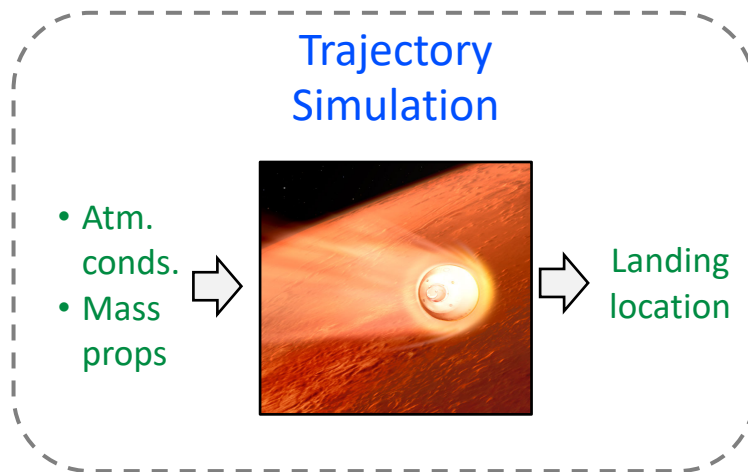 Trajectory
Simulation
• Atm.
conds.
• Mass
props
Landing
location